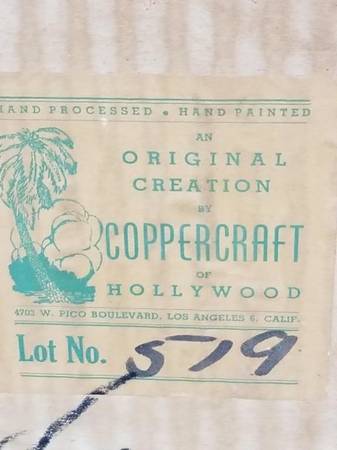 HAND PROCESSED • HAND PAINTED
AN
ORIGINAL
CREATION
BY
COPPERCRAFT
OF
HOLLYWOOD
4703 W. PICO BOULEVARD, LOS ANGELES 6, CALIF.
Lot No. 519